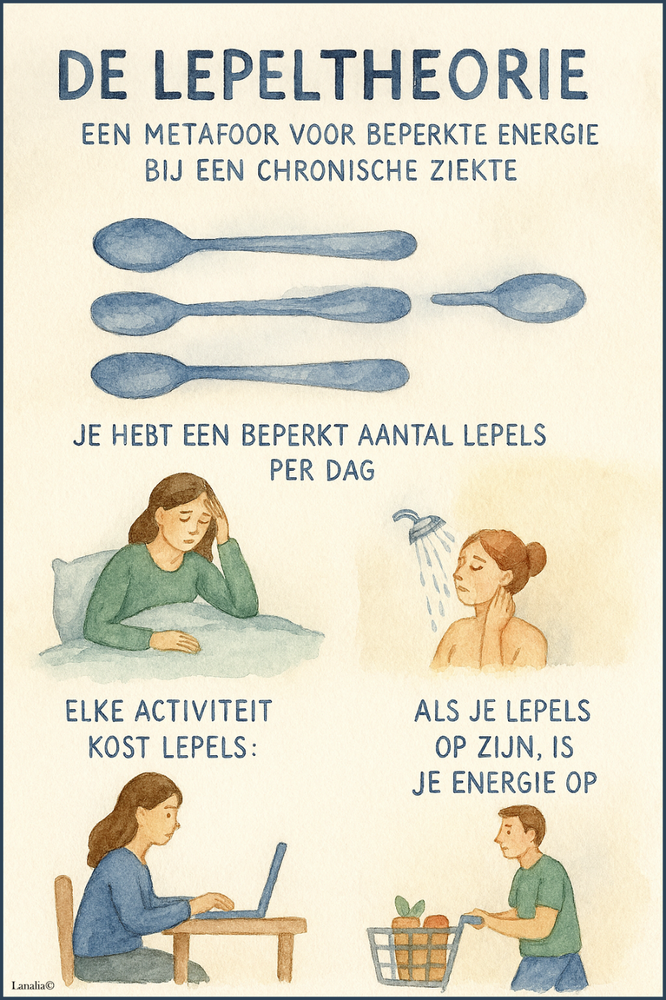 DE LEPELTHEORIE
EEN METAFOOR VOOR BEPERKTE ENERGIE
BIJ EEN CHRONISCHE ZIEKTE
JE HEBT EEN BEPERKT AANTAL LEPELS
PER DAG
ELKE ACTIVITEIT
KOST LEPELS:
ALS JE LEPELS
OP ZIJN, IS
JE ENERGIE OP
Lanalia©